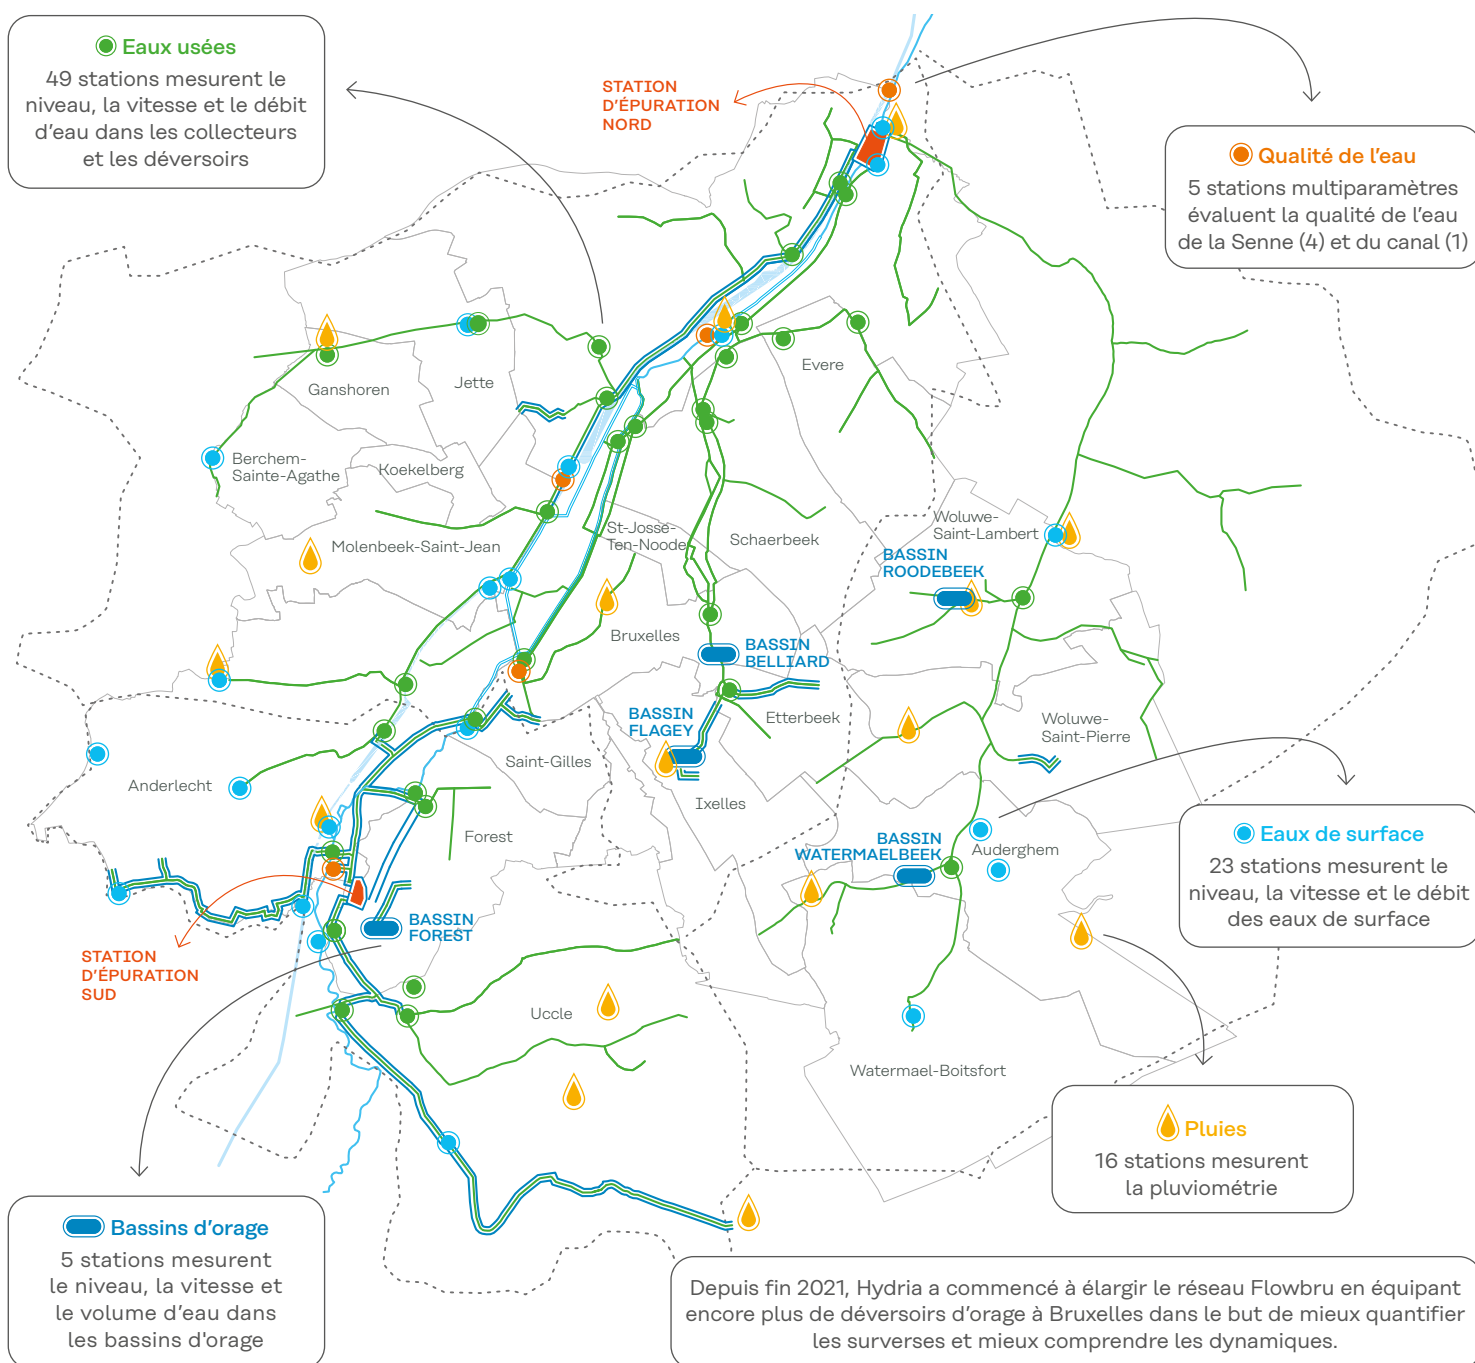 Eaux usées
49 stations mesurent le
niveau, la vitesse et le débit
d'eau dans les collecteurs
et les déversoirs
STATION
D'ÉPURATION
NORD
Qualité de l'eau
5 stations multiparamètres
évaluent la qualité de l'eau
de la Senne (4) et du canal (1)
Ganshoren
Jette
Evere
Berchem-
Sainte-Agathe
Koekelberg
Molenbeek-Saint-Jean
St-Josse-
Ten-Noode
Schaerbeek
Woluwe-
Saint-Lambert
BASSIN
ROODEBEEK
Bruxelles
BASSIN
BELLIARD
BASSIN
FLAGEY
Etterbeek
Woluwe-
Saint-Pierre
Anderlecht
Saint-Gilles
Ixelles
Forest
BASSIN
WATERMAELBEEK
Auderghem
Eaux de surface
23 stations mesurent le
niveau, la vitesse et le débit
des eaux de surface
BASSIN
FOREST
STATION
D'ÉPURATION
SUD
Uccle
Watermael-Boitsfort
Pluies
16 stations mesurent
la pluviométrie
Bassins d'orage
5 stations mesurent
le niveau, la vitesse et
le volume d'eau dans
les bassins d'orage
Depuis fin 2021, Hydria a commencé à élargir le réseau Flowbru en équipant
encore plus de déversoirs d'orage à Bruxelles dans le but de mieux quantifier
les surverses et mieux comprendre les dynamiques.